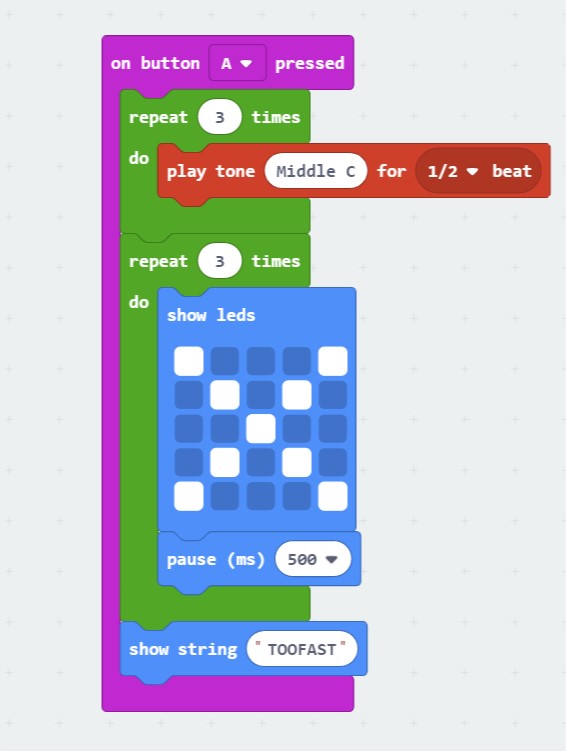 on button A pressed
repeat 3 times
do play tone Middle C for 1/2 beat
repeat 3 times
do show leds
pause (ms) 500
show string "TOOFAST"